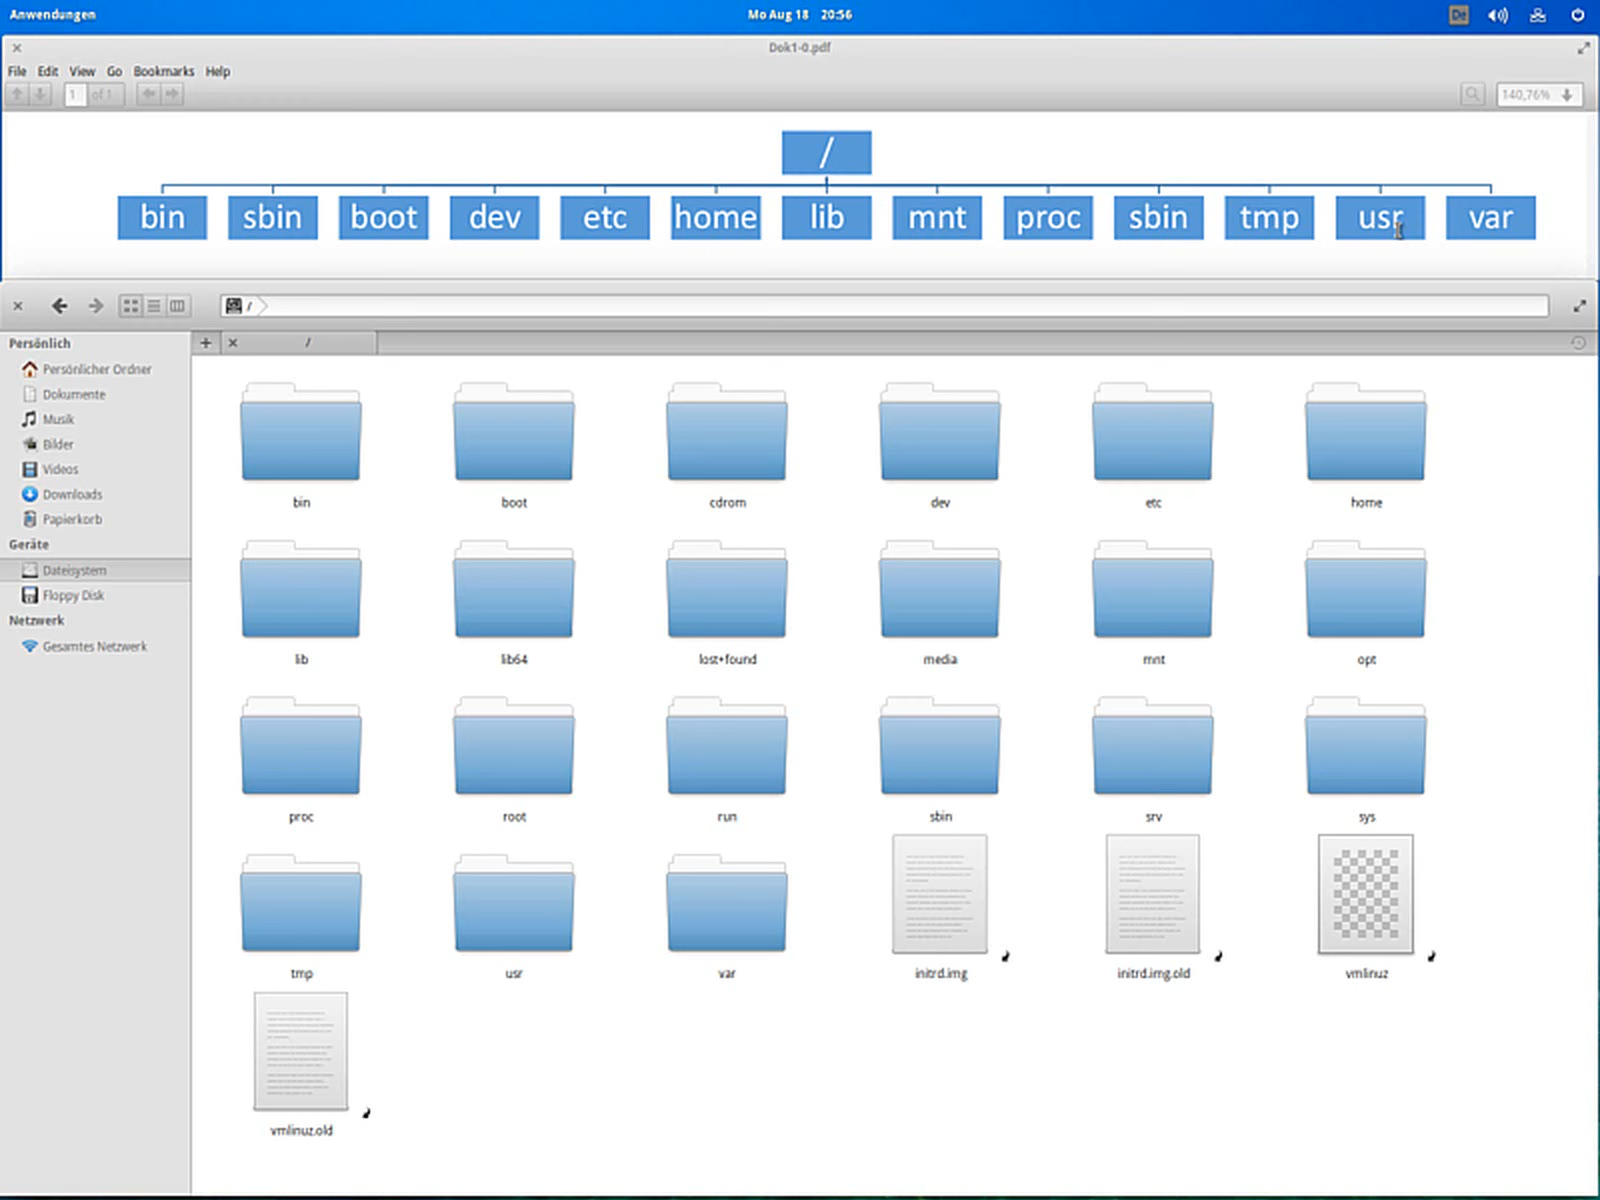 Anwendungen Mo Aug 18 20:56 De
Dok1-0.pdf
File Edit View Go Bookmarks Help
1 of 1 140,76%
/
bin sbin boot dev etc home lib mnt proc sbin tmp usr var
/
Persönlich
/
Persönlicher Ordner
Dokumente
Musik
Bilder
Videos
Downloads
Papierkorb
Geräte
Dateisystem
Floppy Disk
Netzwerk
Gesamtes Netzwerk
bin boot cdrom dev etc home
lib lib64 lost+found media mnt opt
proc root run sbin srv sys
tmp usr var initrd.img initrd.img.old vmlinuz
vmlinuz.old